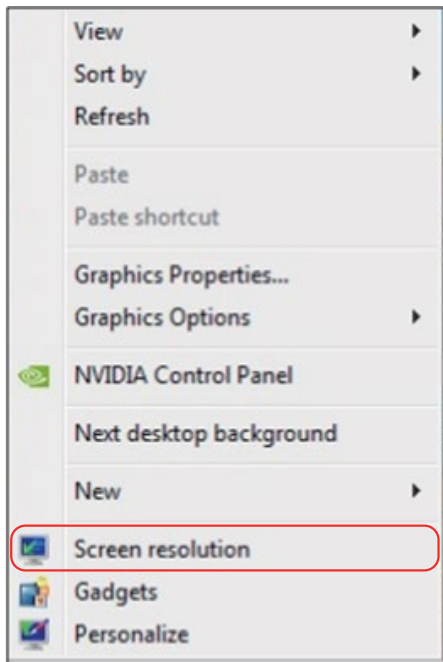 View
Sort by
Refresh
Paste
Paste shortcut
Graphics Properties...
Graphics Options
NVIDIA Control Panel
Next desktop background
New
Screen resolution
Gadgets
Personalize